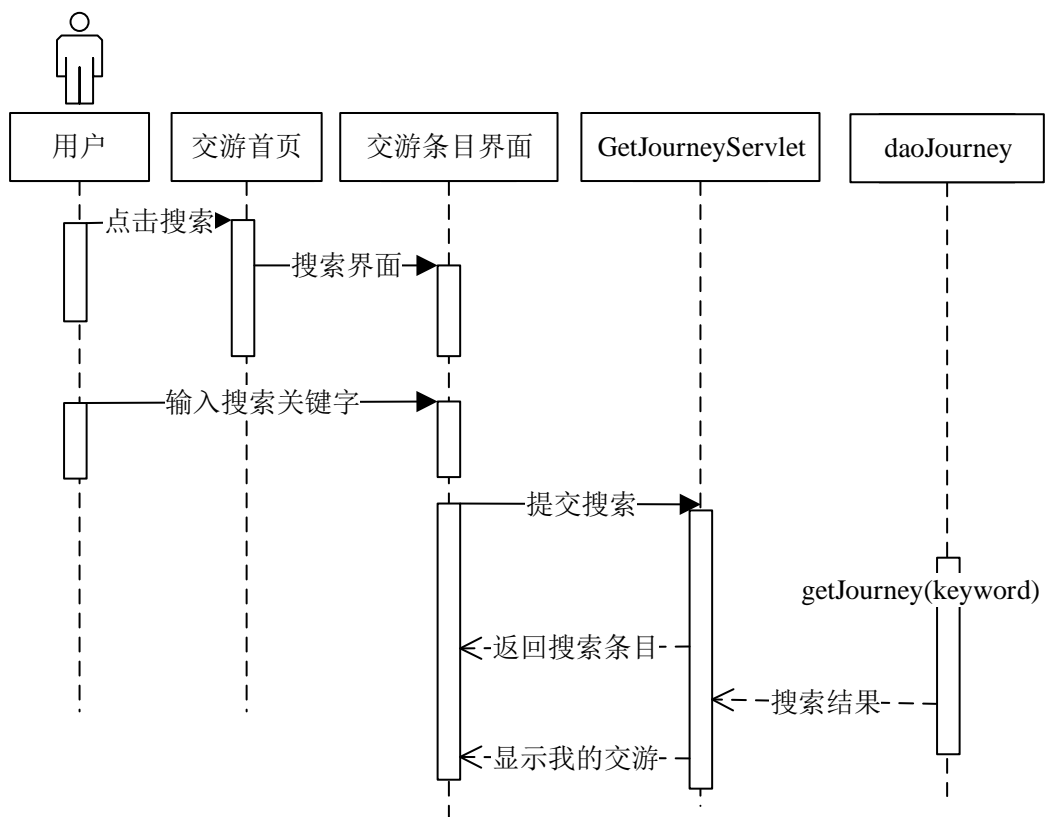 用户
交游首页
交游条目界面
GetJourneyServlet
daoJourney
点击搜索
搜索界面
输入搜索关键字
提交搜索
getJourney(keyword)
返回搜索条目
搜索结果
显示我的交游